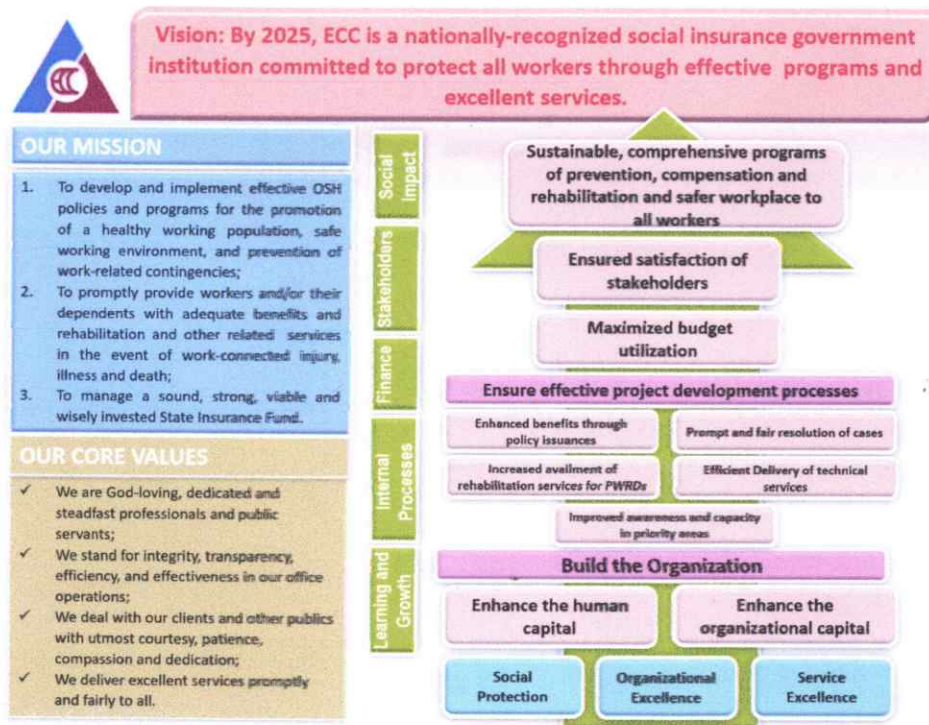 Vision: By 2025, ECC is a nationally-recognized social insurance government
institution committed to protect all workers through effective programs and
excellent services.
ECC
OUR MISSION
1. To develop and implement effective OSH
policies and programs for the promotion
of a healthy working population, safe
working environment, and prevention of
work-related contingencies;
2. To promptly provide workers and/or their
dependents with adequate benefits and
rehabilitation and other related services
in the event of work-connected injury,
illness and death;
3. To manage a sound, strong, viable and
wisely invested State Insurance Fund.
OUR CORE VALUES
✓ We are God-loving, dedicated and
steadfast professionals and public
servants;
✓ We stand for integrity, transparency,
efficiency, and effectiveness in our office
operations;
✓ We deal with our clients and other publics
with utmost courtesy, patience,
compassion and dedication;
✓ We deliver excellent services promptly
and fairly to all.
Social
Impact
Sustainable, comprehensive programs
of prevention, compensation and
rehabilitation and safer workplace to
all workers
Stakeholders
Ensured satisfaction of
stakeholders
Finance
Maximized budget
utilization
Internal
Processes
Ensure effective project development processes
Enhanced benefits through
policy issuances
Prompt and fair resolution of cases
Increased availment of
rehabilitation services for PWRDs
Efficient Delivery of technical
services
Improved awareness and capacity
in priority areas
Learning and
Growth
Build the Organization
Enhance the human
capital
Enhance the
organizational capital
Social
Protection
Organizational
Excellence
Service
Excellence